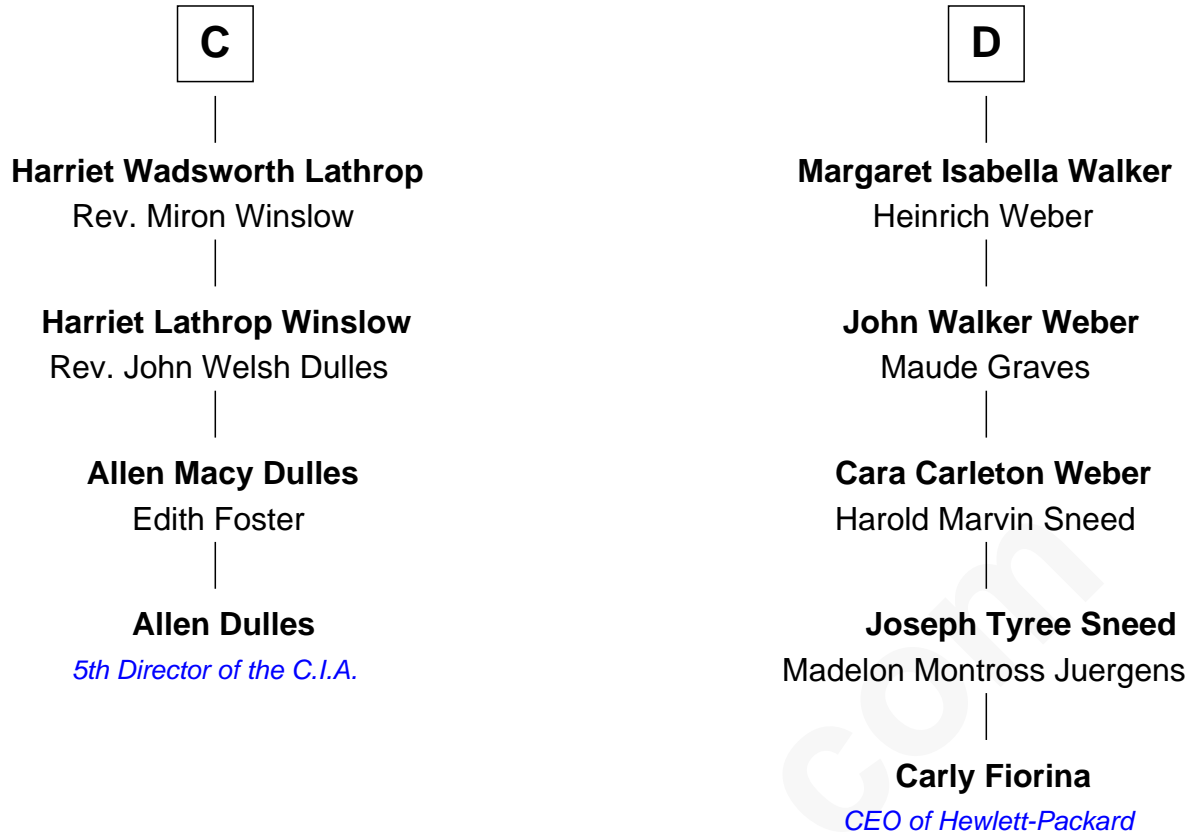 C
Harriet Wadsworth Lathrop
Rev. Miron Winslow
Harriet Lathrop Winslow
Rev. John Welsh Dulles
Allen Macy Dulles
Edith Foster
Allen Dulles
5th Director of the C.I.A.
D
Margaret Isabella Walker
Heinrich Weber
John Walker Weber
Maude Graves
Cara Carleton Weber
Harold Marvin Sneed
Joseph Tyree Sneed
Madelon Montross Juergens
Carly Fiorina
CEO of Hewlett-Packard
com